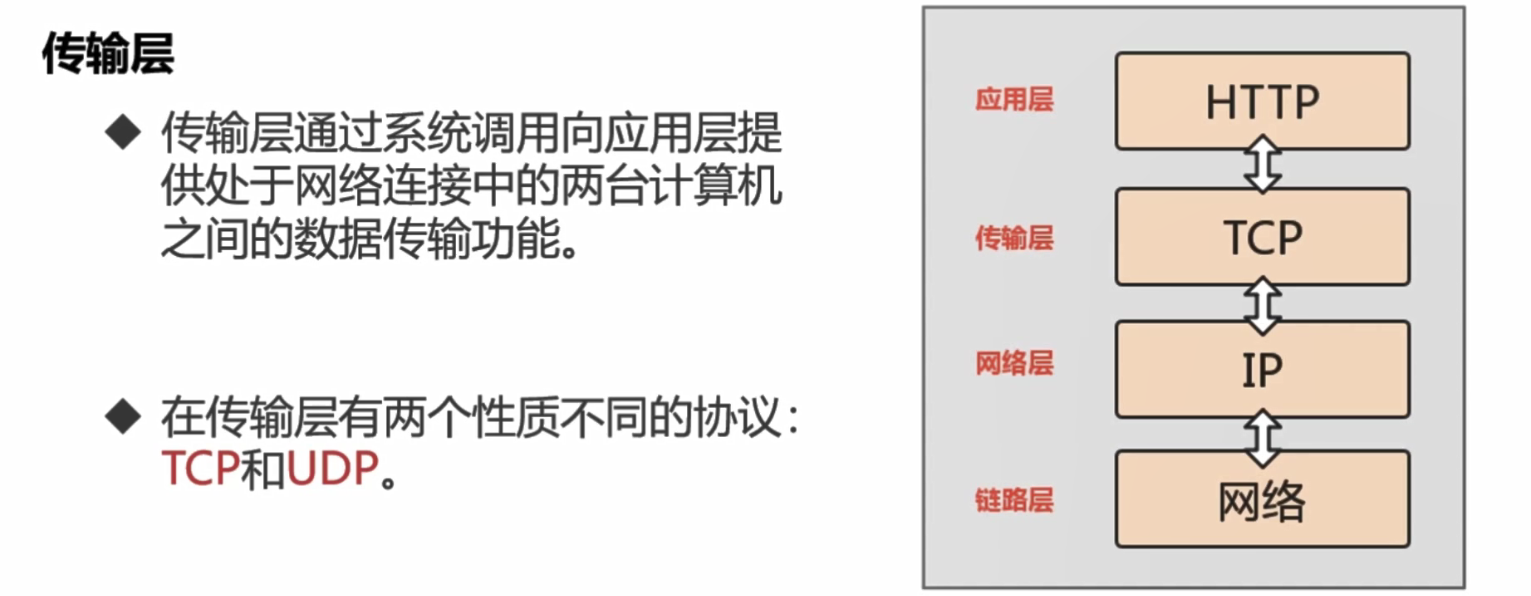 传输层
传输层通过系统调用向应用层提
供处于网络连接中的两台计算机
之间的数据传输功能。
在传输层有两个性质不同的协议：
TCP和UDP。
应用层
HTTP
传输层
TCP
网络层
IP
链路层
网络